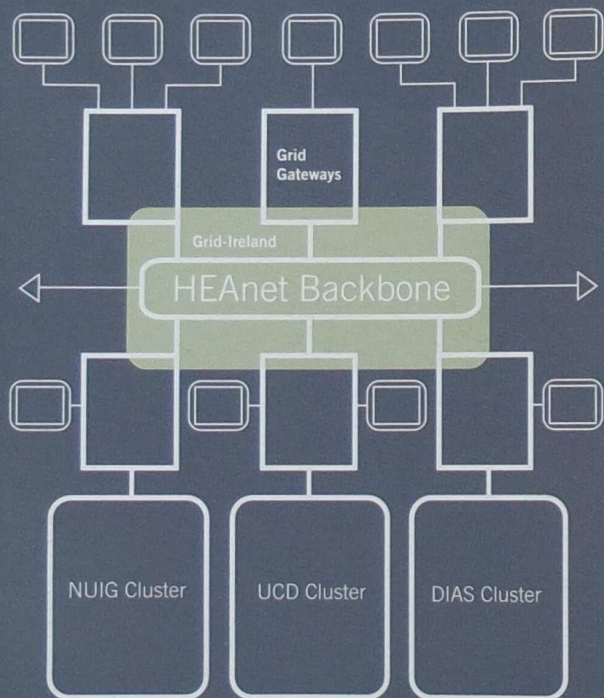 Grid
Gateways
Grid-Ireland
HEAnet Backbone
NUIG Cluster
UCD Cluster
DIAS Cluster